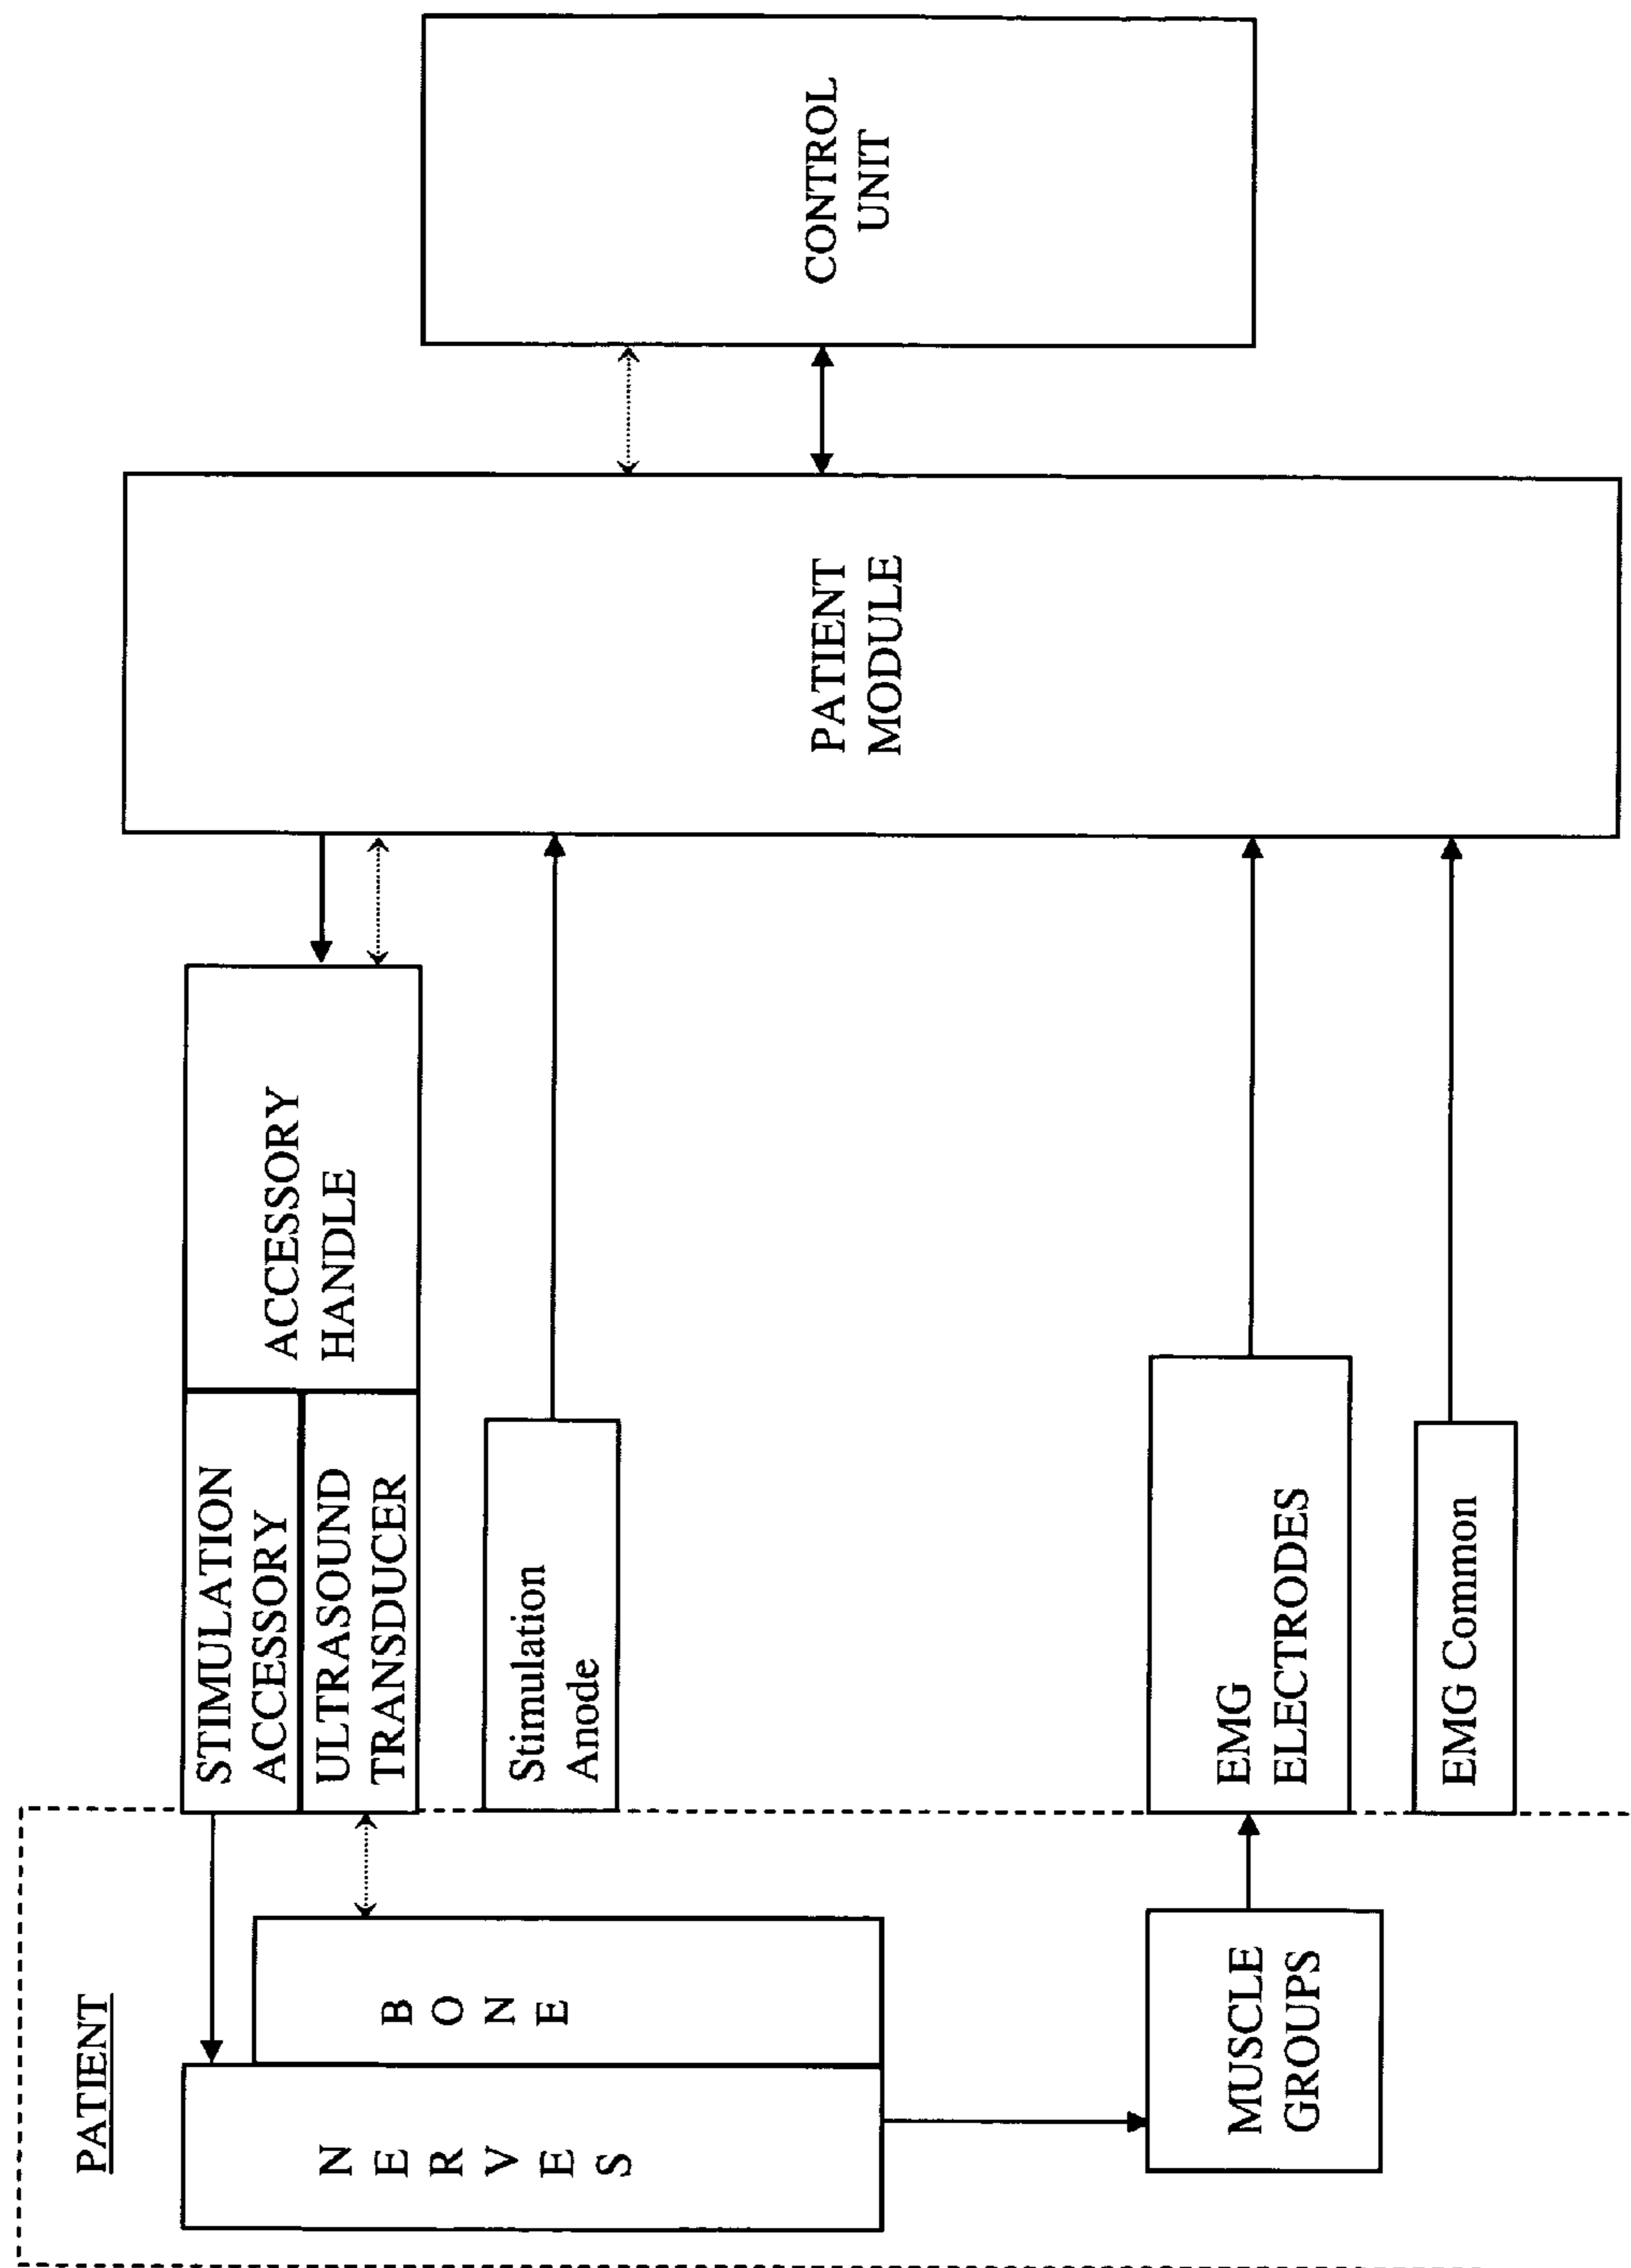 PATIENT
N
E
R
V
E
S
B
O
N
E
MUSCLE
GROUPS
STIMULATION
ACCESSORY
ULTRASOUND
TRANSDUCER
ACCESSORY
HANDLE
Stimulation
Anode
EMG
ELECTRODES
EMG Common
PATIENT
MODULE
CONTROL
UNIT